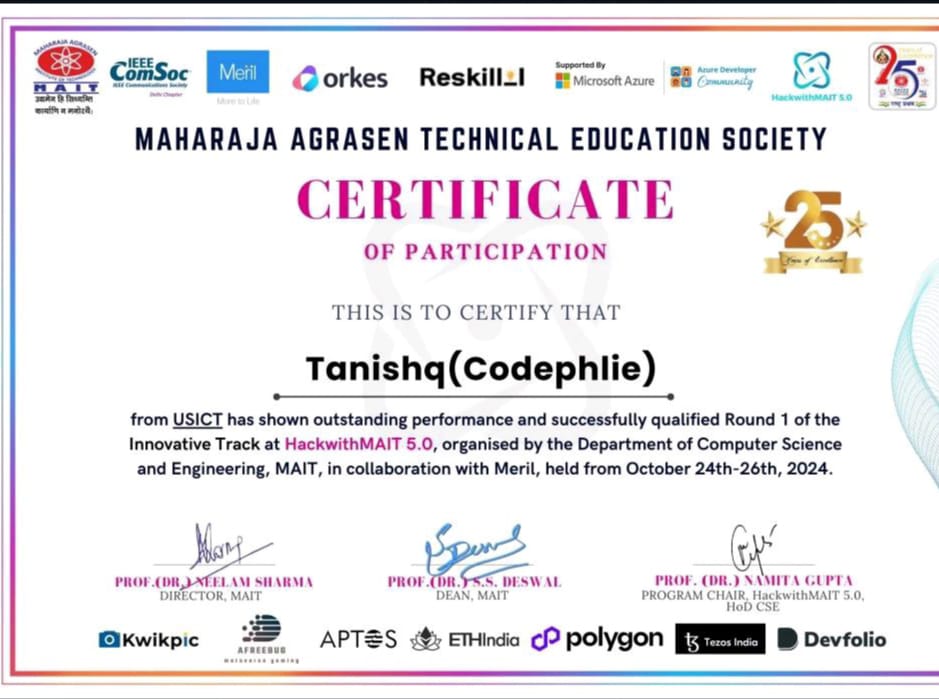 MAHARAJA AGRASEN
INSTITUTE OF TECHNOLOGY
MAIT
IEEE
ComSoc
IEEE Communications Society
Delhi Chapter
Meril
More to Life
orkes
Reskilll
Supported By
Microsoft Azure
Azure Developer
Community
HackwithMAIT 5.0
25
MAHARAJA AGRASEN TECHNICAL EDUCATION SOCIETY
CERTIFICATE
OF PARTICIPATION
25
Years of Excellence
THIS IS TO CERTIFY THAT
Tanishq(Codephlie)
from USICT has shown outstanding performance and successfully qualified Round 1 of the
Innovative Track at HackwithMAIT 5.0, organised by the Department of Computer Science
and Engineering, MAIT, in collaboration with Meril, held from October 24th-26th, 2024.
PROF.(DR.) NEELAM SHARMA
DIRECTOR, MAIT
PROF.(DR.) S.S. DESWAL
DEAN, MAIT
PROF. (DR.) NAMITA GUPTA
PROGRAM CHAIR, HackwithMAIT 5.0,
HoD CSE
Kwikpic
AFREEBUG
metaverse gaming
APTOS
ETHIndia
polygon
Tezos India
Devfolio